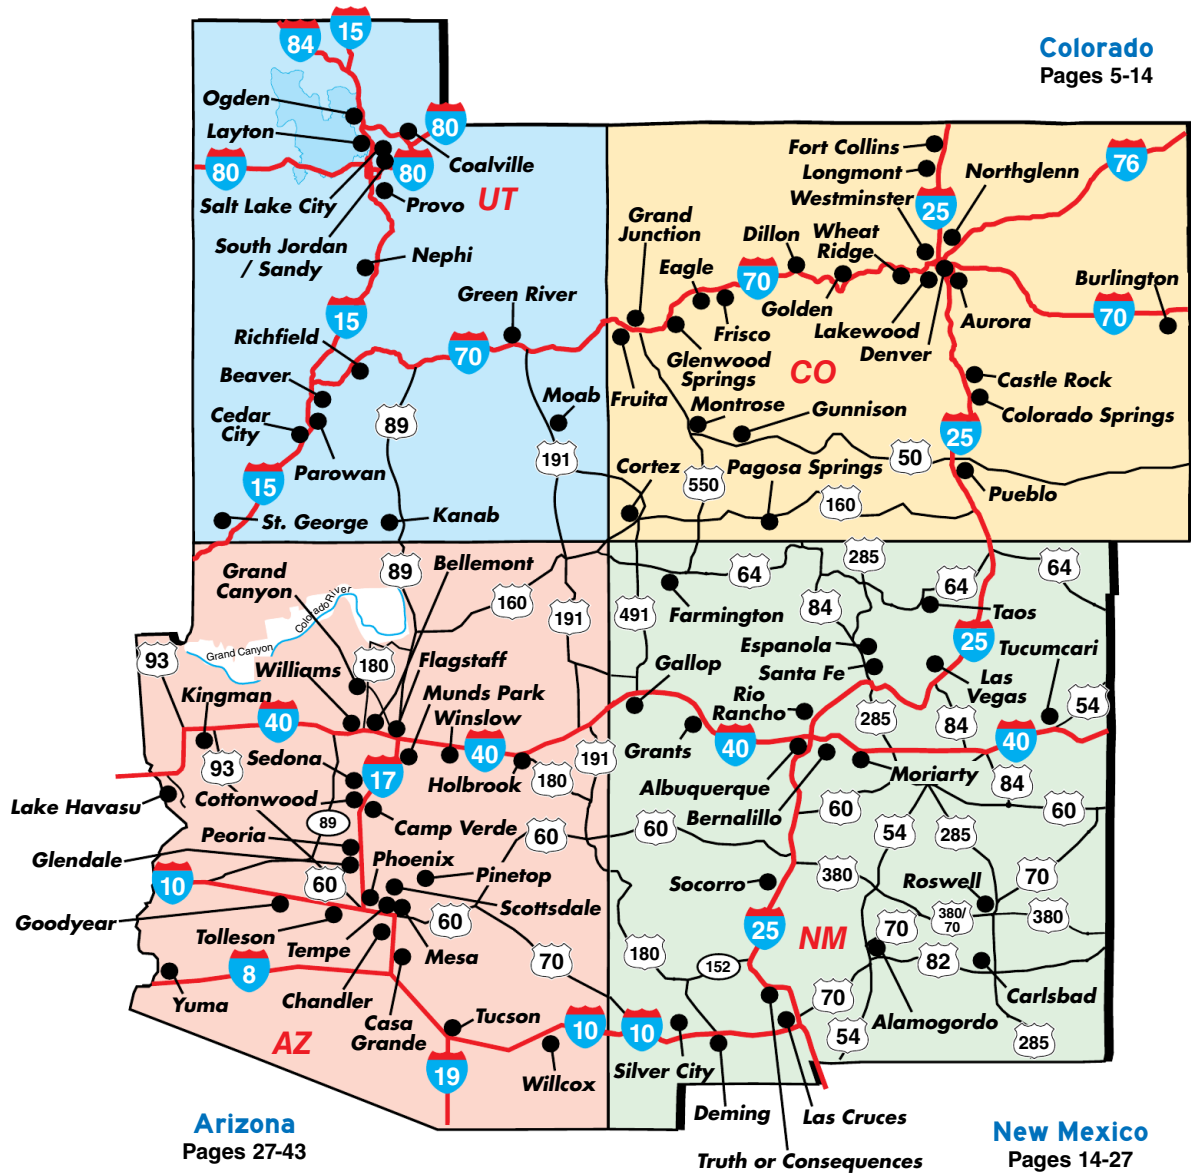 84
15
Colorado
Pages 5-14
Ogden
Layton
80
80
Coalville
80
Salt Lake City
Provo
UT
South Jordan
/ Sandy
Nephi
Green River
15
Richfield
70
Beaver
Cedar
City
Parowan
89
Moab
191
15
St. George
Kanab
Fort Collins
Longmont
Westminster
Northglenn
76
25
Grand
Junction
Dillon
Wheat
Ridge
Eagle
70
Burlington
Golden
Frisco
Lakewood
Aurora
70
Denver
Glenwood
Springs
CO
Fruita
Castle Rock
Montrose
Gunnison
Colorado Springs
25
50
Cortez
Pagosa Springs
550
160
Pueblo
Grand
Canyon
89
Bellemont
Colorado River
160
191
93
Grand Canyon
180
Williams
Flagstaff
Kingman
Munds Park
40
Winslow
Sedona
40
93
17
Holbrook
180
191
Lake Havasu
Cottonwood
89
Camp Verde
Peoria
60
Glendale
Phoenix
Pinetop
10
60
Scottsdale
Goodyear
Tolleson
Tempe
60
Mesa
70
8
Yuma
Chandler
Casa
Grande
Tucson
10
AZ
19
Willcox
Arizona
Pages 27-43
64
285
64
64
491
Farmington
84
Taos
Espanola
25
Santa Fe
Tucumcari
Gallop
Las
Vegas
Rio
Rancho
285
84
54
Grants
40
40
Moriarty
84
Albuquerque
Bernalillo
60
60
60
54
285
380
70
Socorro
Roswell
380/
70
380
25
NM
70
180
152
82
Carlsbad
70
Alamogordo
54
285
10
Silver City
Deming
Las Cruces
Truth or Consequences
New Mexico
Pages 14-27